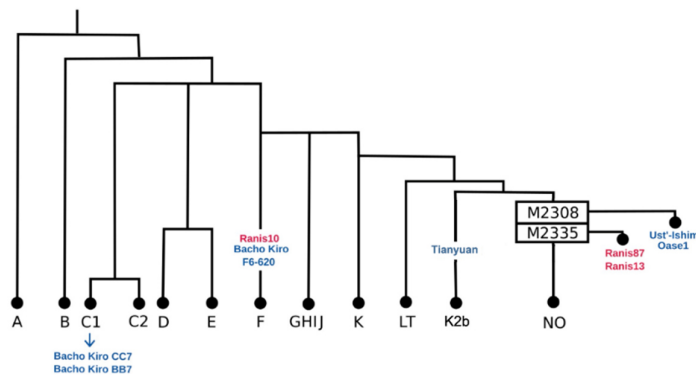 M2308
M2335
Ust'-Ishim
Oase1
Ranis10
Bacho Kiro
F6-620
Tianyuan
Ranis87
Ranis13
A B C1 C2 D E F GHIJ K LT K2b NO
Bacho Kiro CC7
Bacho Kiro BB7